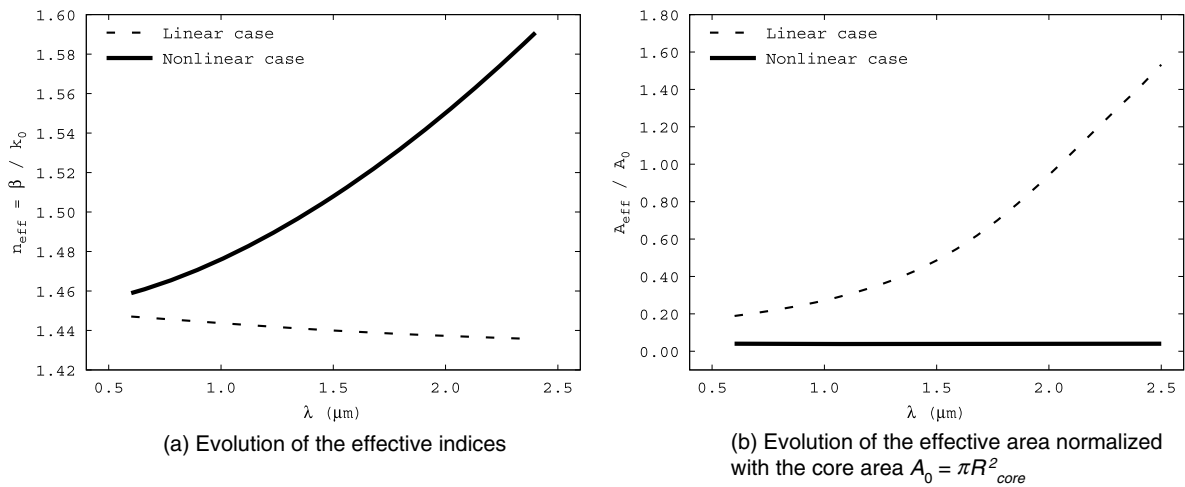 1.60
1.58
1.56
1.54
1.52
1.50
1.48
1.46
1.44
1.42
n_eff = β / k_0
Linear case
Nonlinear case
0.5 1.0 1.5 2.0 2.5
λ (μm)
(a) Evolution of the effective indices
1.80
1.60
1.40
1.20
1.00
0.80
0.60
0.40
0.20
0.00
A_eff / A_0
Linear case
Nonlinear case
0.5 1.0 1.5 2.0 2.5
λ (μm)
(b) Evolution of the effective area normalized
with the core area A_0 = πR^2_core